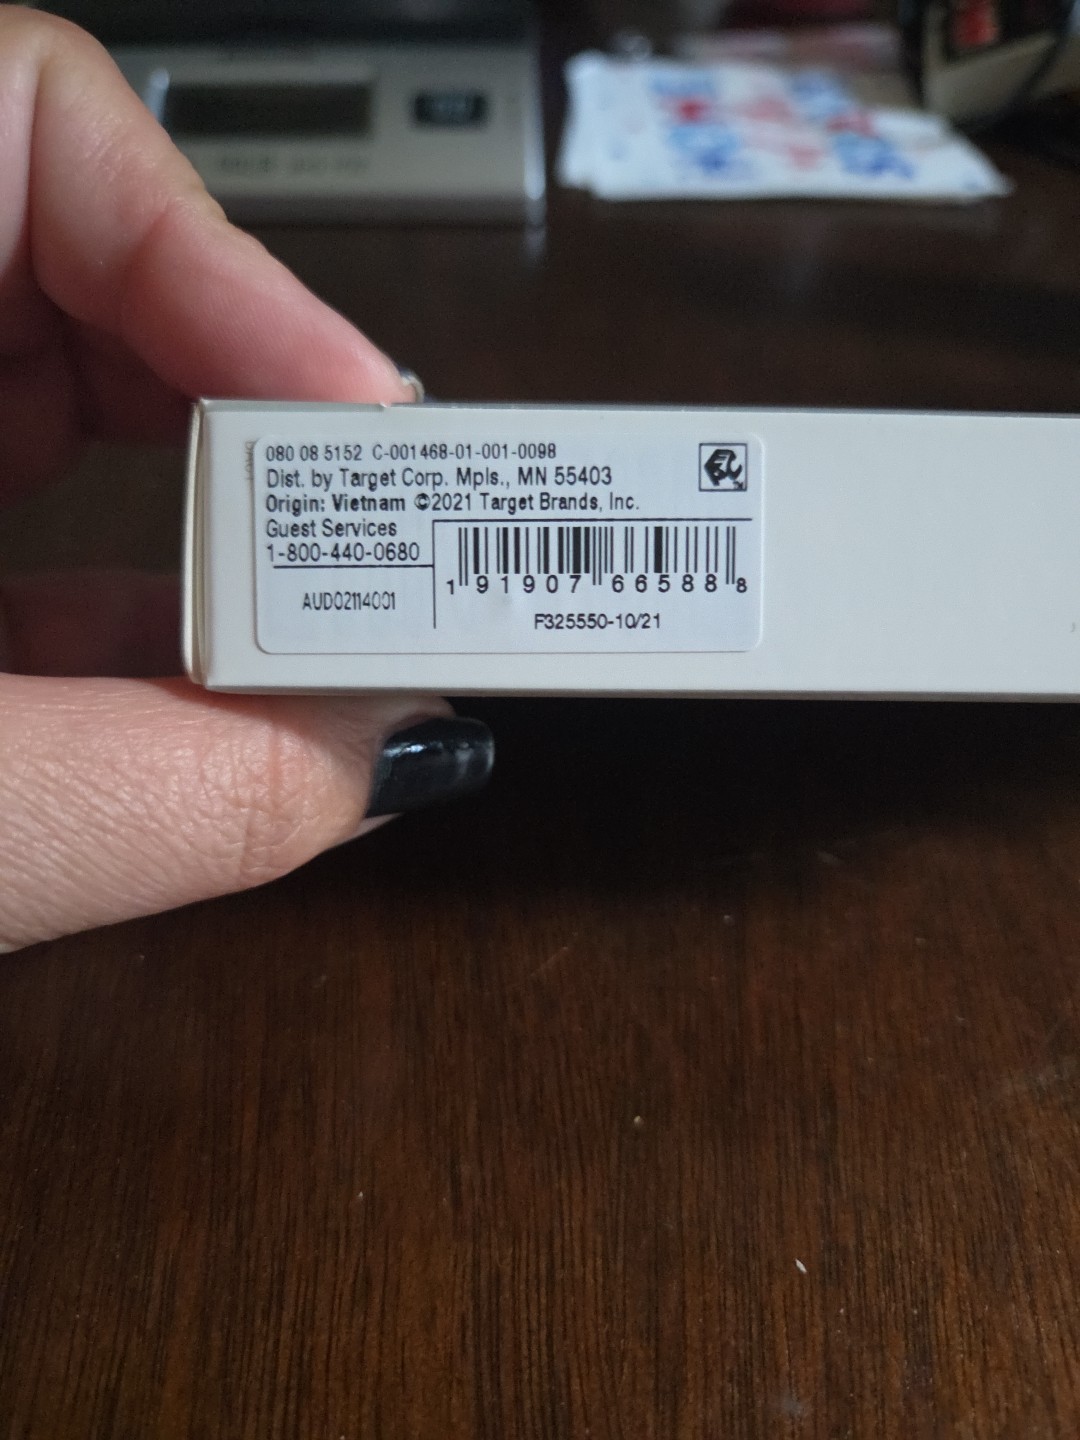 080 08 5152 C-001468-01-001-0098
Dist. by Target Corp. Mpls., MN 55403
Origin: Vietnam ©2021 Target Brands, Inc.
Guest Services
1-800-440-0680
AUD02114001
1 91907 66588 8
F325550-10/21